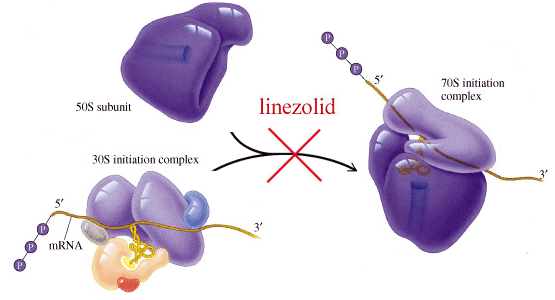 P
P
P
5'
70S initiation
complex
50S subunit
linezolid
30S initiation complex
5'
3'
3'
mRNA
P
P
P